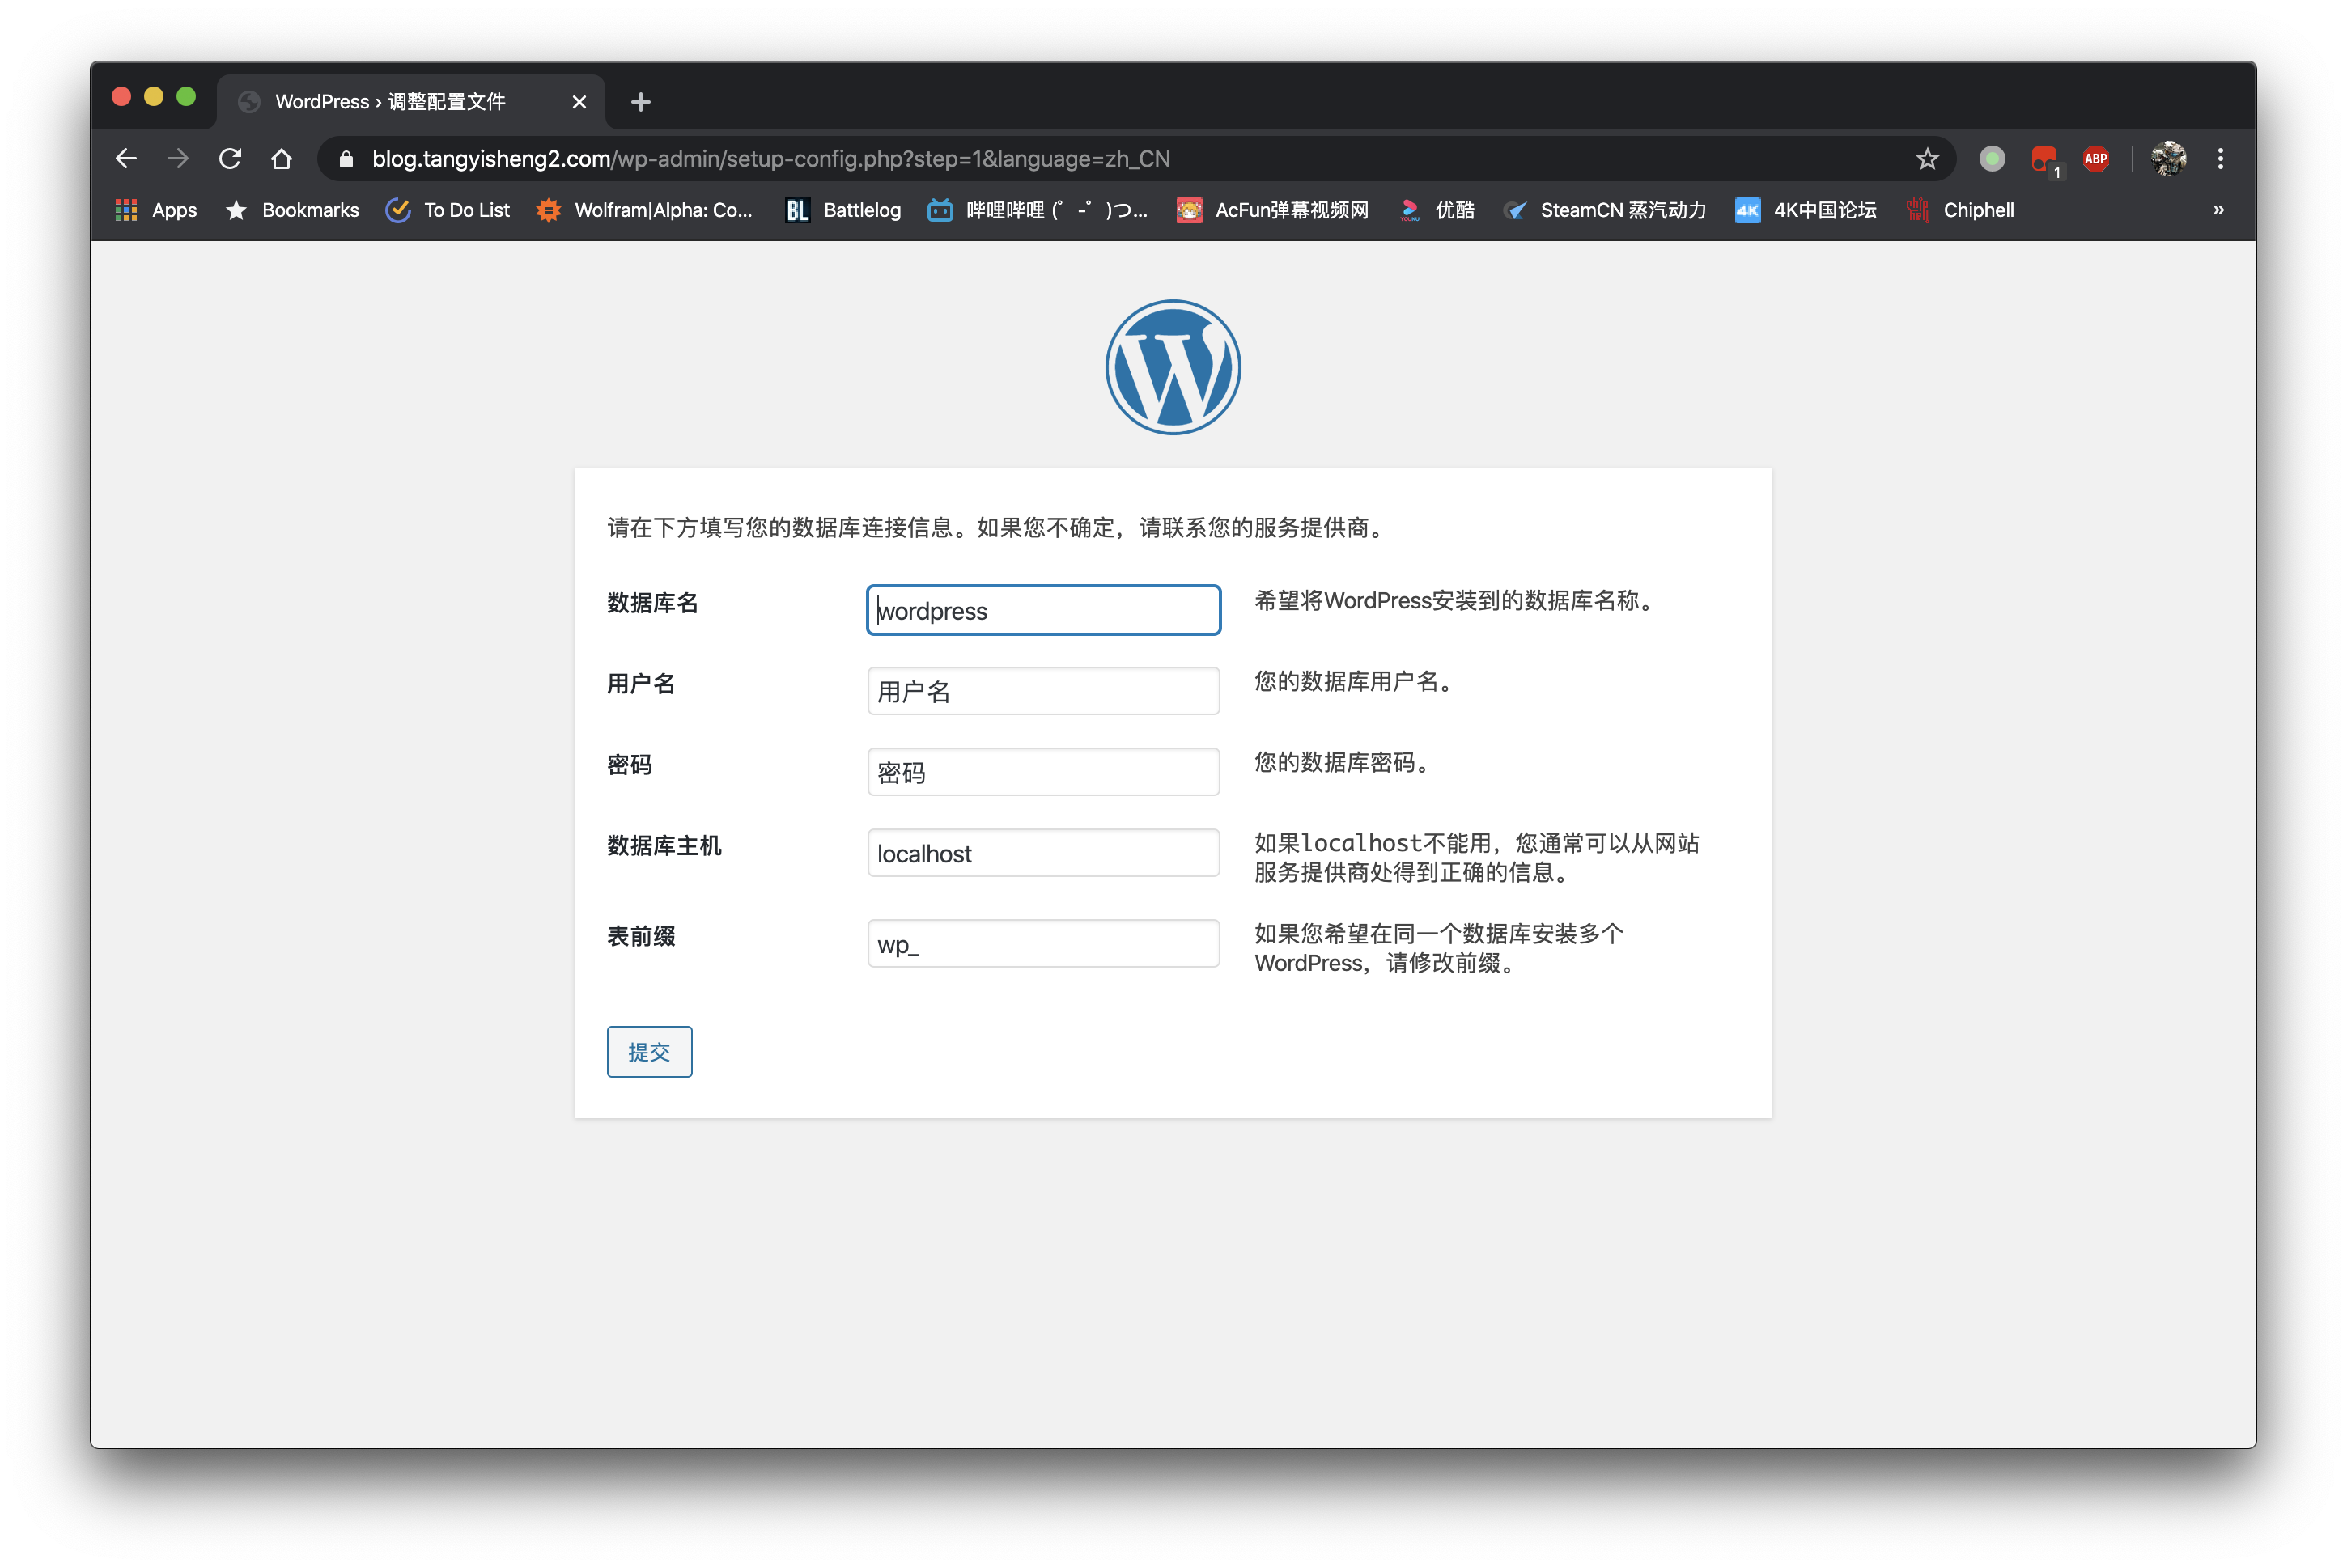 WordPress › 调整配置文件
blog.tangyisheng2.com/wp-admin/setup-config.php?step=1&language=zh_CN
ABP
1
Apps Bookmarks To Do List Wolfram|Alpha: Co... BL Battlelog 哔哩哔哩 (゜-゜)つ... AcFun弹幕视频网 YOUKU 优酷 SteamCN 蒸汽动力 4K 4K中国论坛 Chiphell »
请在下方填写您的数据库连接信息。如果您不确定，请联系您的服务提供商。
数据库名 wordpress 希望将WordPress安装到的数据库名称。
用户名 用户名 您的数据库用户名。
密码 密码 您的数据库密码。
数据库主机 localhost 如果localhost不能用，您通常可以从网站
服务提供商处得到正确的信息。
表前缀 wp_ 如果您希望在同一个数据库安装多个
WordPress，请修改前缀。
提交